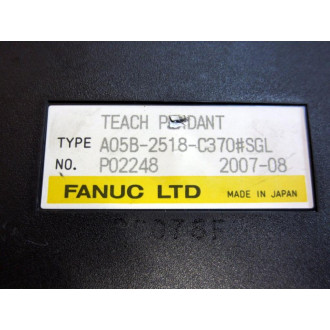 TEACH PENDANT
TYPE A05B-2518-C370#SGL
NO. P02248 2007-08
FANUC LTD MADE IN JAPAN